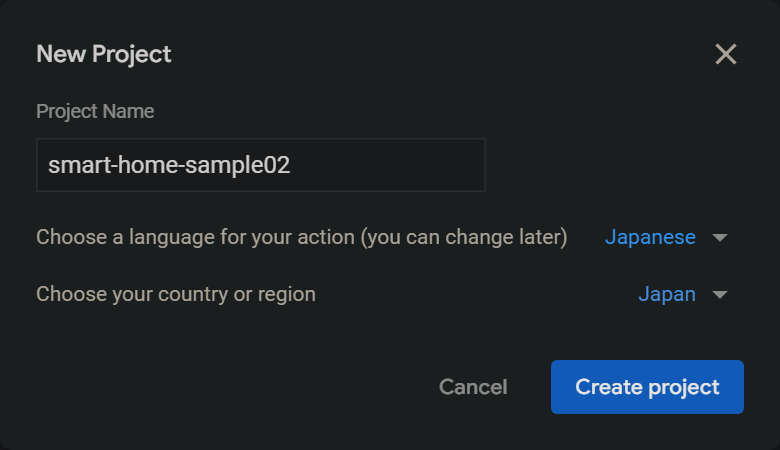 New Project
Project Name
smart-home-sample02
Choose a language for your action (you can change later) Japanese
Choose your country or region Japan
Cancel Create project